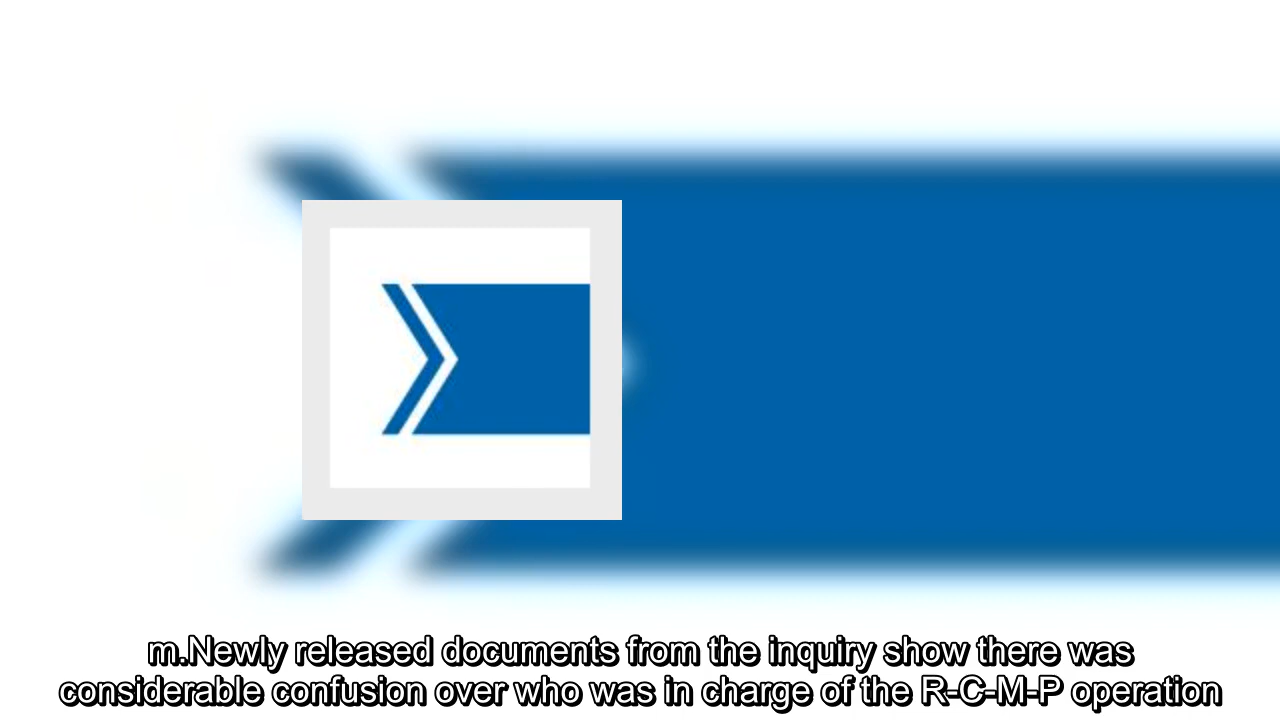 m.Newly released documents from the inquiry show there was
considerable confusion over who was in charge of the R-C-M-P operation